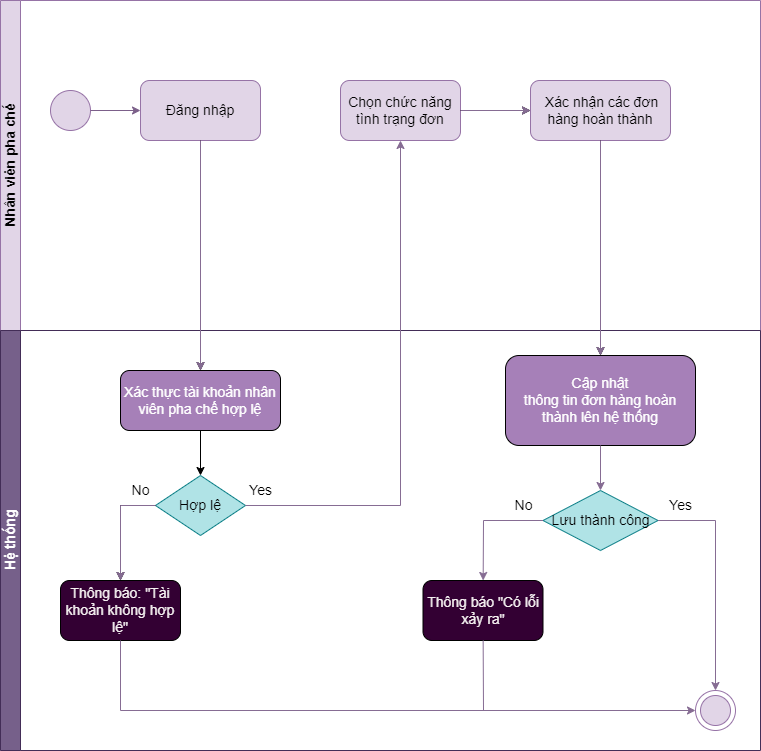 Nhân viên pha chế
Đăng nhập
Chọn chức năng
tình trạng đơn
Xác nhận các đơn
hàng hoàn thành
Hệ thống
Xác thực tài khoản nhân
viên pha chế hợp lệ
Cập nhật
thông tin đơn hàng hoàn
thành lên hệ thống
No
Hợp lệ
Yes
No
Lưu thành công
Yes
Thông báo: "Tài
khoản không hợp
lệ"
Thông báo "Có lỗi
xảy ra"